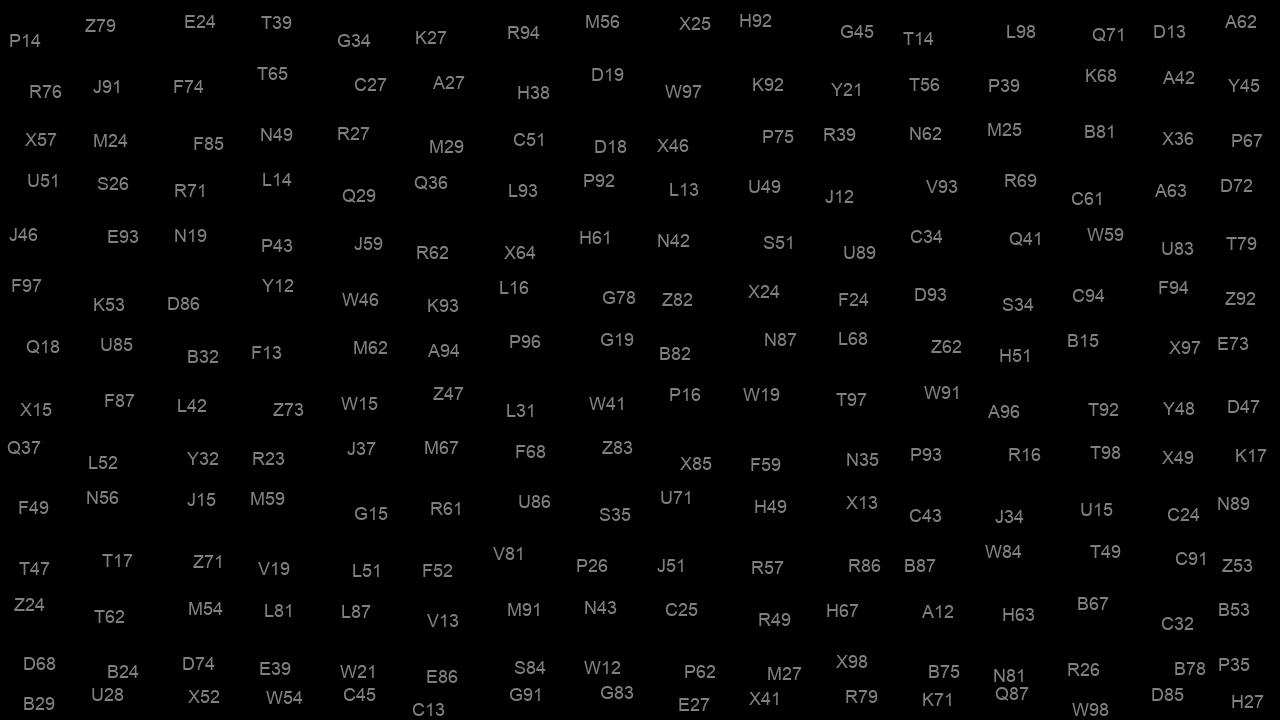 P14 Z79 E24 T39 G34 K27 R94 M56 X25 H92 G45 T14 L98 Q71 D13 A62
R76 J91 F74 T65 C27 A27 H38 D19 W97 K92 Y21 T56 P39 K68 A42 Y45
X57 M24 F85 N49 R27 M29 C51 D18 X46 P75 R39 N62 M25 B81 X36 P67
U51 S26 R71 L14 Q29 Q36 L93 P92 L13 U49 J12 V93 R69 C61 A63 D72
J46 E93 N19 P43 J59 R62 X64 H61 N42 S51 U89 C34 Q41 W59 U83 T79
F97 K53 D86 Y12 W46 K93 L16 G78 Z82 X24 F24 D93 S34 C94 F94 Z92
Q18 U85 B32 F13 M62 A94 P96 G19 B82 N87 L68 Z62 H51 B15 X97 E73
X15 F87 L42 Z73 W15 Z47 L31 W41 P16 W19 T97 W91 A96 T92 Y48 D47
Q37 L52 Y32 R23 J37 M67 F68 Z83 X85 F59 N35 P93 R16 T98 X49 K17
F49 N56 J15 M59 G15 R61 U86 S35 U71 H49 X13 C43 J34 U15 C24 N89
T47 T17 Z71 V19 L51 F52 V81 P26 J51 R57 R86 B87 W84 T49 C91 Z53
Z24 T62 M54 L81 L87 V13 M91 N43 C25 R49 H67 A12 H63 B67 C32 B53
D68 B24 D74 E39 W21 E86 S84 W12 P62 M27 X98 B75 N81 R26 B78 P35
B29 U28 X52 W54 C45 C13 G91 G83 E27 X41 R79 K71 Q87 W98 D85 H27